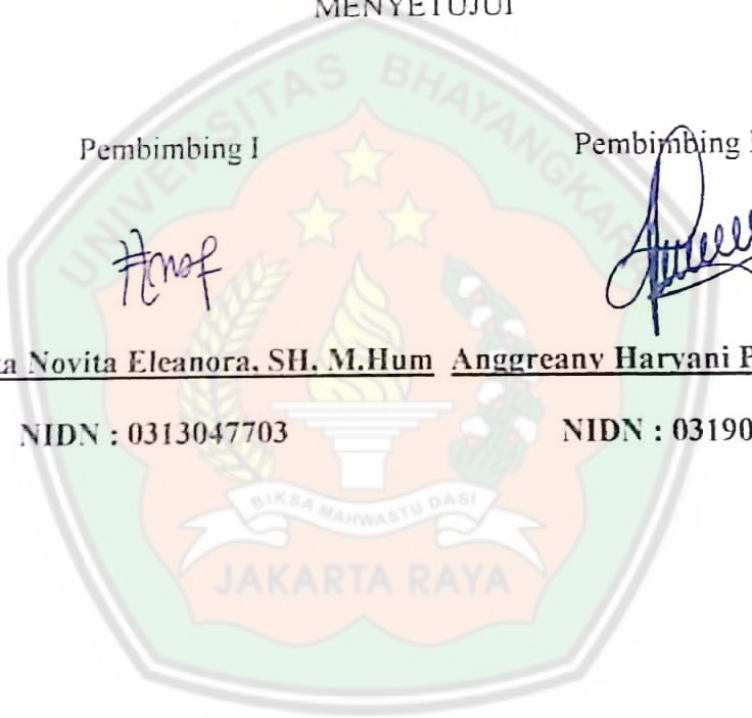 MENYETUJUI
UNIVERSITAS BHAYANGKARA
Pembimbing I
Pembimbing
Novita Eleanora, SH, M.Hum Anggreany Haryani P
NIDN : 0313047703
NIDN : 03190
BIKSA MAHWASTU DASI
JAKARTA RAYA